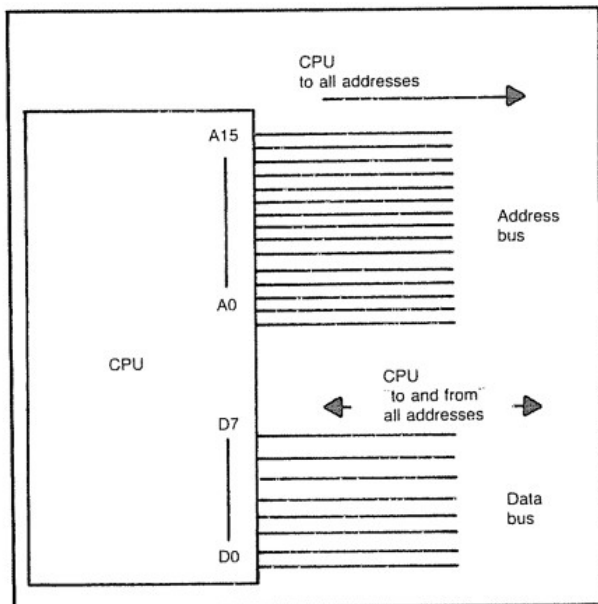 CPU
to all addresses
A15
Address
bus
A0
CPU
CPU
"to and from"
all addresses
D7
Data
bus
D0